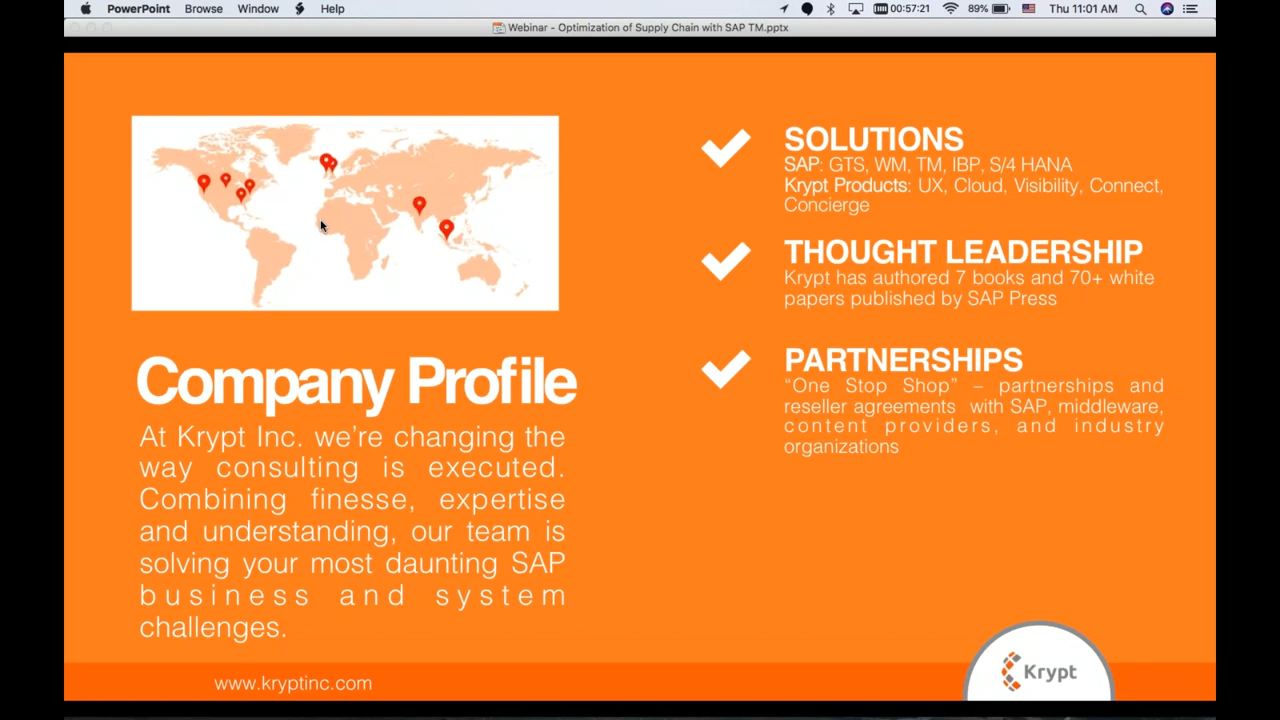 PowerPoint Browse Window Help 00:57:21 89% Thu 11:01 AM
Webinar - Optimization of Supply Chain with SAP TM.pptx
Company Profile
At Krypt Inc. we’re changing the
way consulting is executed.
Combining finesse, expertise
and understanding, our team is
solving your most daunting SAP
business and system
challenges.
SOLUTIONS
SAP: GTS, WM, TM, IBP, S/4 HANA
Krypt Products: UX, Cloud, Visibility, Connect,
Concierge
THOUGHT LEADERSHIP
Krypt has authored 7 books and 70+ white
papers published by SAP Press
PARTNERSHIPS
“One Stop Shop” – partnerships and
reseller agreements with SAP, middleware,
content providers, and industry
organizations
www.kryptinc.com
Krypt